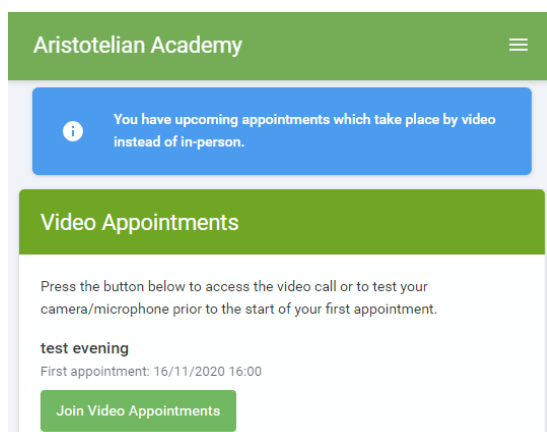 Aristotelian Academy
You have upcoming appointments which take place by video
instead of in-person.
Video Appointments
Press the button below to access the video call or to test your
camera/microphone prior to the start of your first appointment.
test evening
First appointment: 16/11/2020 16:00
Join Video Appointments